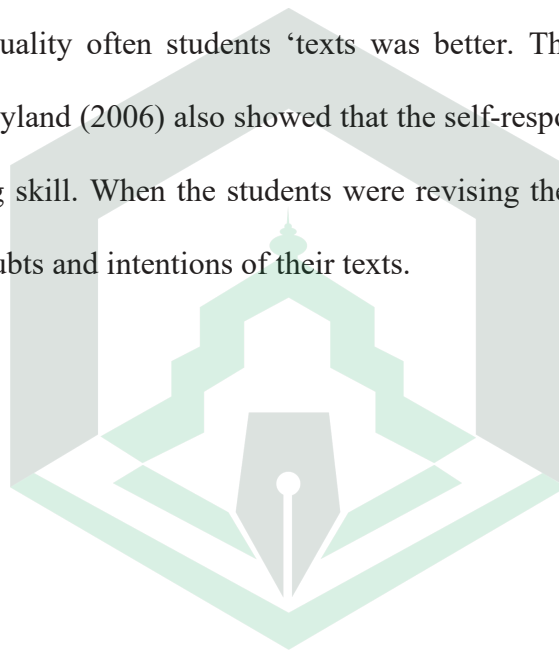 uality often students ‘texts was better. Th
yland (2006) also showed that the self-respo
g skill. When the students were revising the
ubts and intentions of their texts.